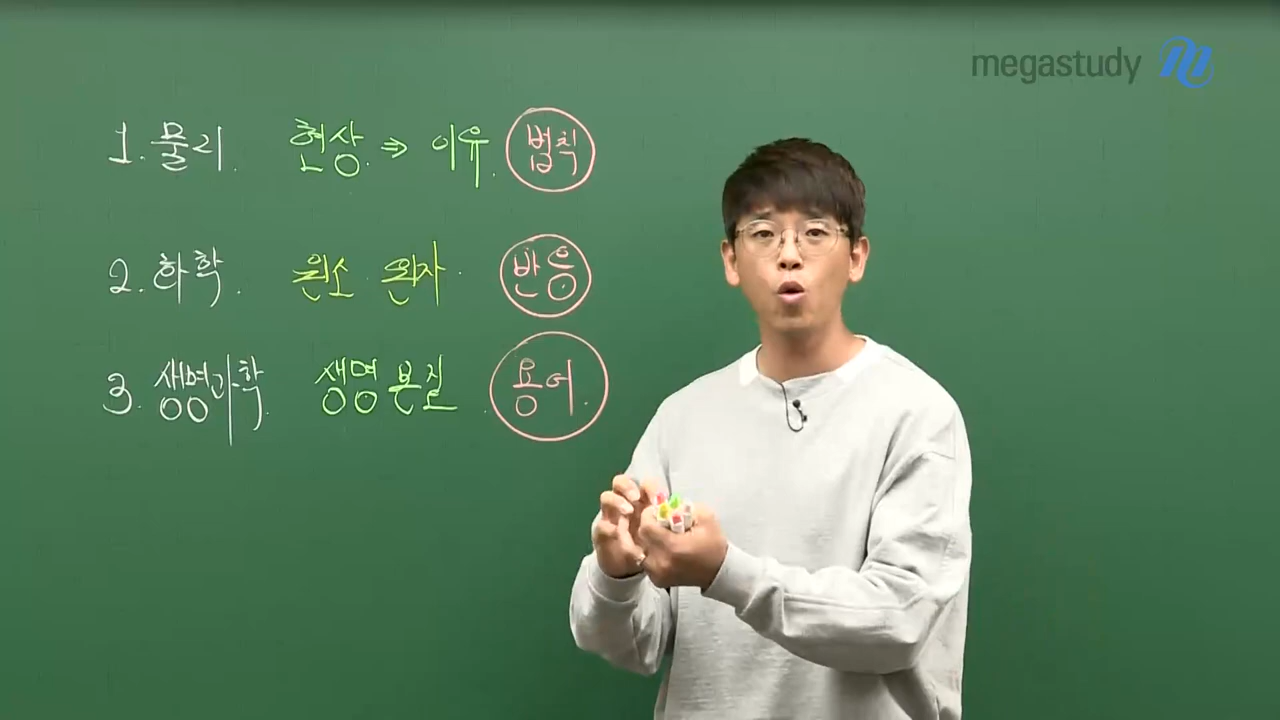 megastudy
1. 물리. 현상. ⇒ 이유. 법칙
2. 화학. 원소. 원자. 반응
3. 생명과학 생명 본질. 용어.